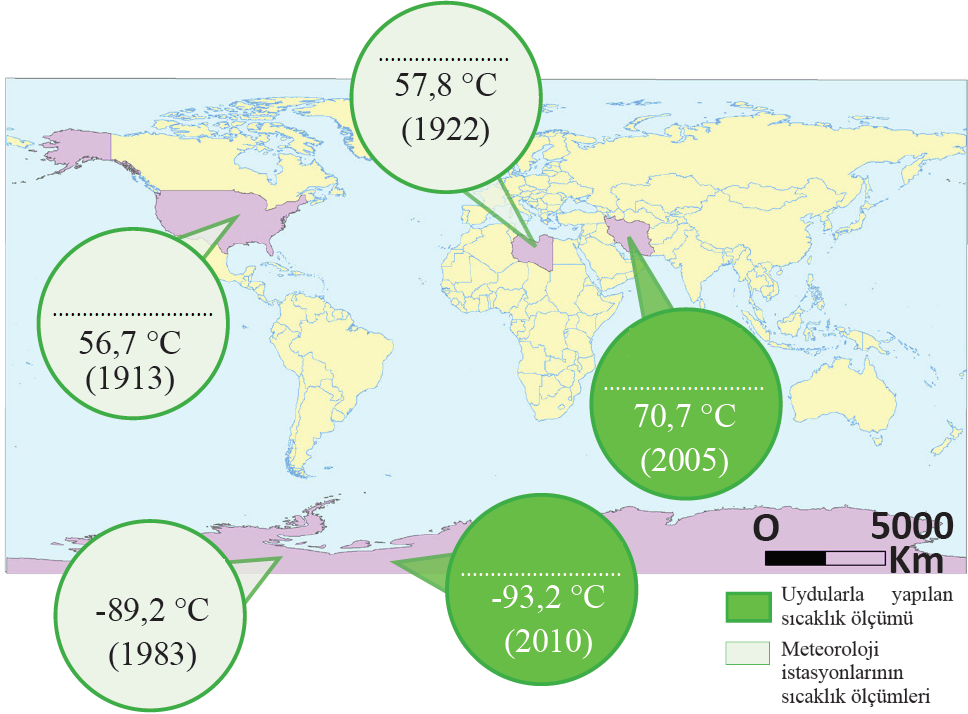 57,8 °C
(1922)
56,7 °C
(1913)
70,7 °C
(2005)
-89,2 °C
(1983)
-93,2 °C
(2010)
O 5000
Km
Uydularla yapılan
sıcaklık ölçümü
Meteoroloji
istasyonlarının
sıcaklık ölçümleri